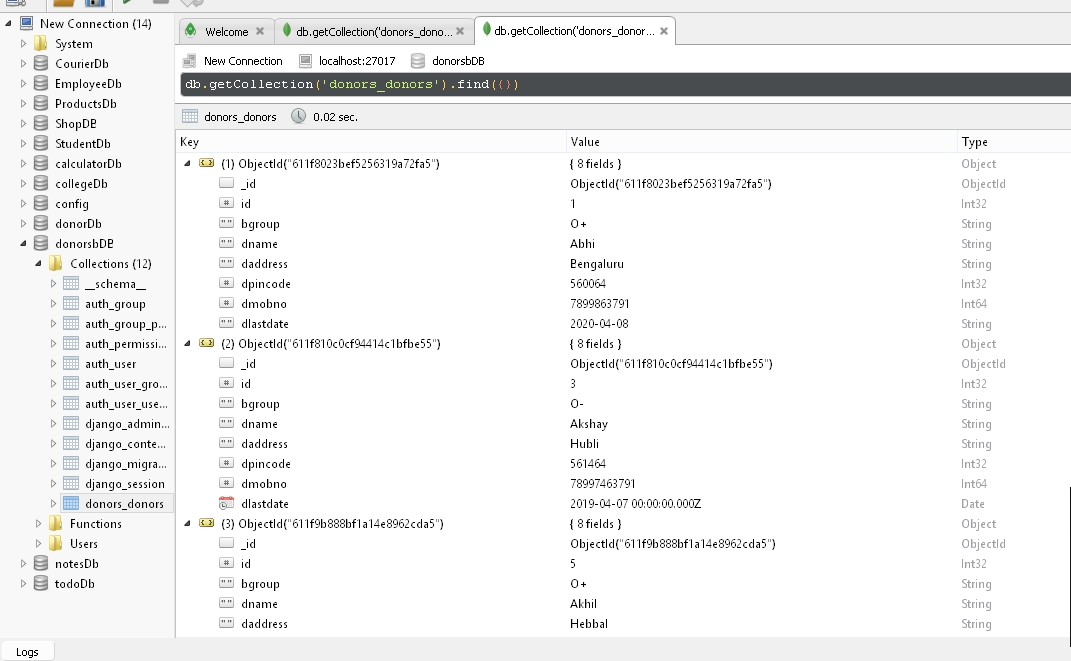 New Connection (14)
System
CourierDb
EmployeeDb
ProductsDb
ShopDB
StudentDb
calculatorDb
collegeDb
config
donorDb
donorsbDB
Collections (12)
__schema__
auth_group
auth_group_p...
auth_permissi...
auth_user
auth_user_gro...
auth_user_use...
django_admin...
django_conte...
django_migra...
django_session
donors_donors
Functions
Users
notesDb
todoDb
Logs
Welcome db.getCollection('donors_dono... db.getCollection('donors_donor...
New Connection localhost:27017 donorsbDB
db.getCollection('donors_donors').find({})
donors_donors 0.02 sec.
Key Value Type
(1) ObjectId("611f8023bef5256319a72fa5") { 8 fields } Object
_id ObjectId("611f8023bef5256319a72fa5") ObjectId
# id 1 Int32
"" bgroup O+ String
"" dname Abhi String
"" daddress Bengaluru String
# dpincode 560064 Int32
# dmobno 7899863791 Int64
"" dlastdate 2020-04-08 String
(2) ObjectId("611f810c0cf94414c1bfbe55") { 8 fields } Object
_id ObjectId("611f810c0cf94414c1bfbe55") ObjectId
# id 3 Int32
"" bgroup O- String
"" dname Akshay String
"" daddress Hubli String
# dpincode 561464 Int32
# dmobno 78997463791 Int64
dlastdate 2019-04-07 00:00:00.000Z Date
(3) ObjectId("611f9b888bf1a14e8962cda5") { 8 fields } Object
_id ObjectId("611f9b888bf1a14e8962cda5") ObjectId
# id 5 Int32
"" bgroup O+ String
"" dname Akhil String
"" daddress Hebbal String